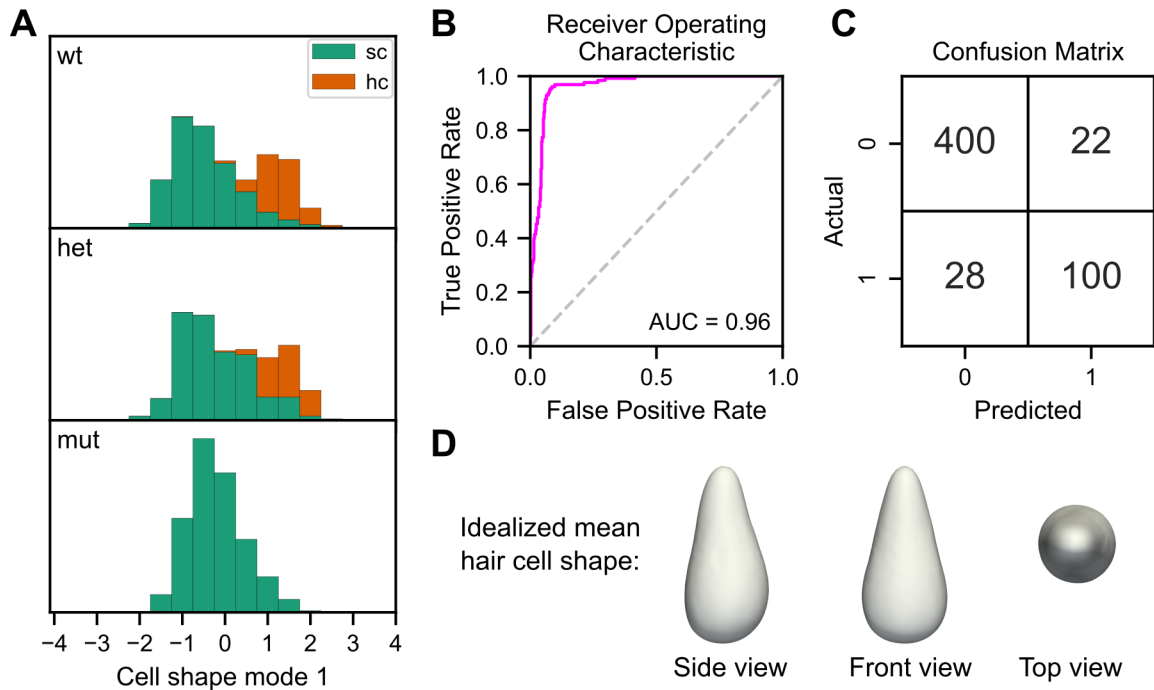 A
wt
sc
hc
het
mut
−4 −3 −2 −1 0 1 2 3 4
Cell shape mode 1
B
Receiver Operating
Characteristic
True Positive Rate
1.0
0.8
0.6
0.4
0.2
0.0
AUC = 0.96
0.0 0.5 1.0
False Positive Rate
C
Confusion Matrix
Actual
0
400 22
1
28 100
0 1
Predicted
D
Idealized mean
hair cell shape:
Side view Front view Top view